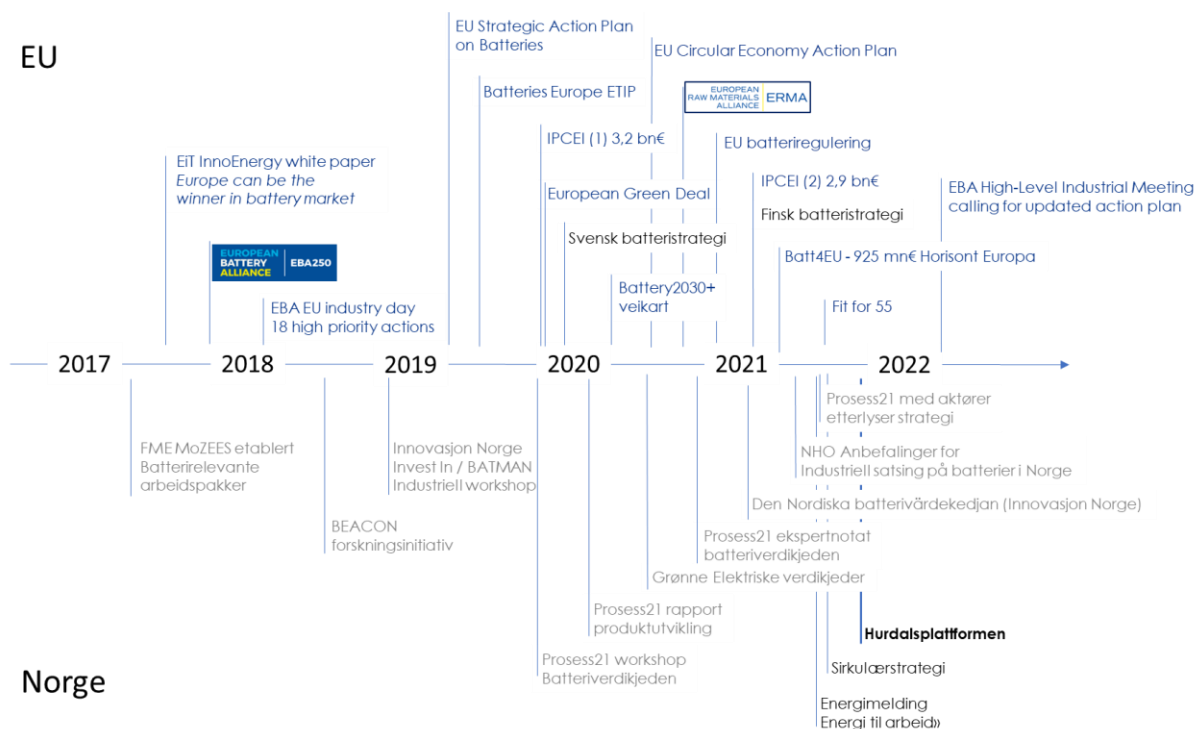 EU
EU Strategic Action Plan
on Batteries
EU Circular Economy Action Plan
Batteries Europe ETIP
EUROPEAN
RAW MATERIALS
ALLIANCE
ERMA
IPCEI (1) 3,2 bn€
EU batteriregulering
EiT InnoEnergy white paper
Europe can be the
winner in battery market
IPCEI (2) 2,9 bn€
EBA High-Level Industrial Meeting
calling for updated action plan
European Green Deal
Finsk batteristrategi
Svensk batteristrategi
EUROPEAN
BATTERY
ALLIANCE
EBA250
Batt4EU - 925 mn€ Horisont Europa
Battery2030+
veikart
EBA EU industry day
18 high priority actions
Fit for 55
2017
2018
2019
2020
2021
2022
Prosess21 med aktører
etterlyser strategi
FME MoZEES etablert
Batterirelevante
arbeidspakker
Innovasjon Norge
Invest In / BATMAN
Industriell workshop
NHO Anbefalinger for
Industriell satsing på batterier i Norge
Den Nordiska batterivärdekedjan (Innovasjon Norge)
BEACON
forskningsinitiativ
Prosess21 ekspertnotat
batteriverdikjeden
Grønne Elektriske verdikjeder
Prosess21 rapport
produktutvikling
Hurdalsplattformen
Prosess21 workshop
Batteriverdikjeden
Sirkulærstrategi
Norge
Energimelding
Energi til arbeid»